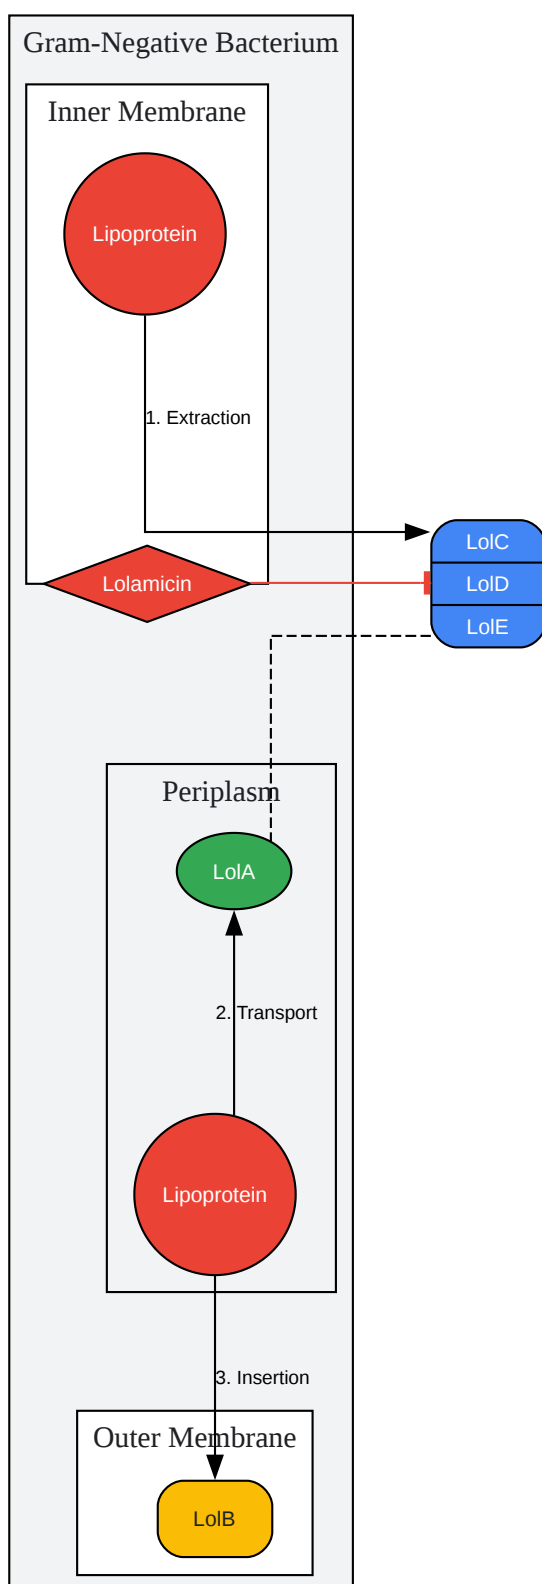 Gram-Negative Bacterium
Inner Membrane
Lipoprotein
1. Extraction
LolC
Lolamicin
LolD
LolE
Periplasm
LolA
2. Transport
Lipoprotein
3. Insertion
Outer Membrane
LolB